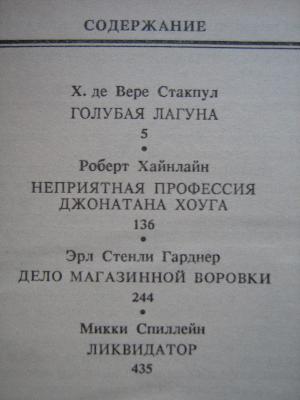 СОДЕРЖАНИЕ
Х. де Вере Стакпул
ГОЛУБАЯ ЛАГУНА
5
•
Роберт Хайнлайн
НЕПРИЯТНАЯ ПРОФЕССИЯ
ДЖОНАТАНА ХОУГА
136
•
Эрл Стенли Гарднер
ДЕЛО МАГАЗИННОЙ ВОРОВКИ
244
•
Микки Спиллейн
ЛИКВИДАТОР
435